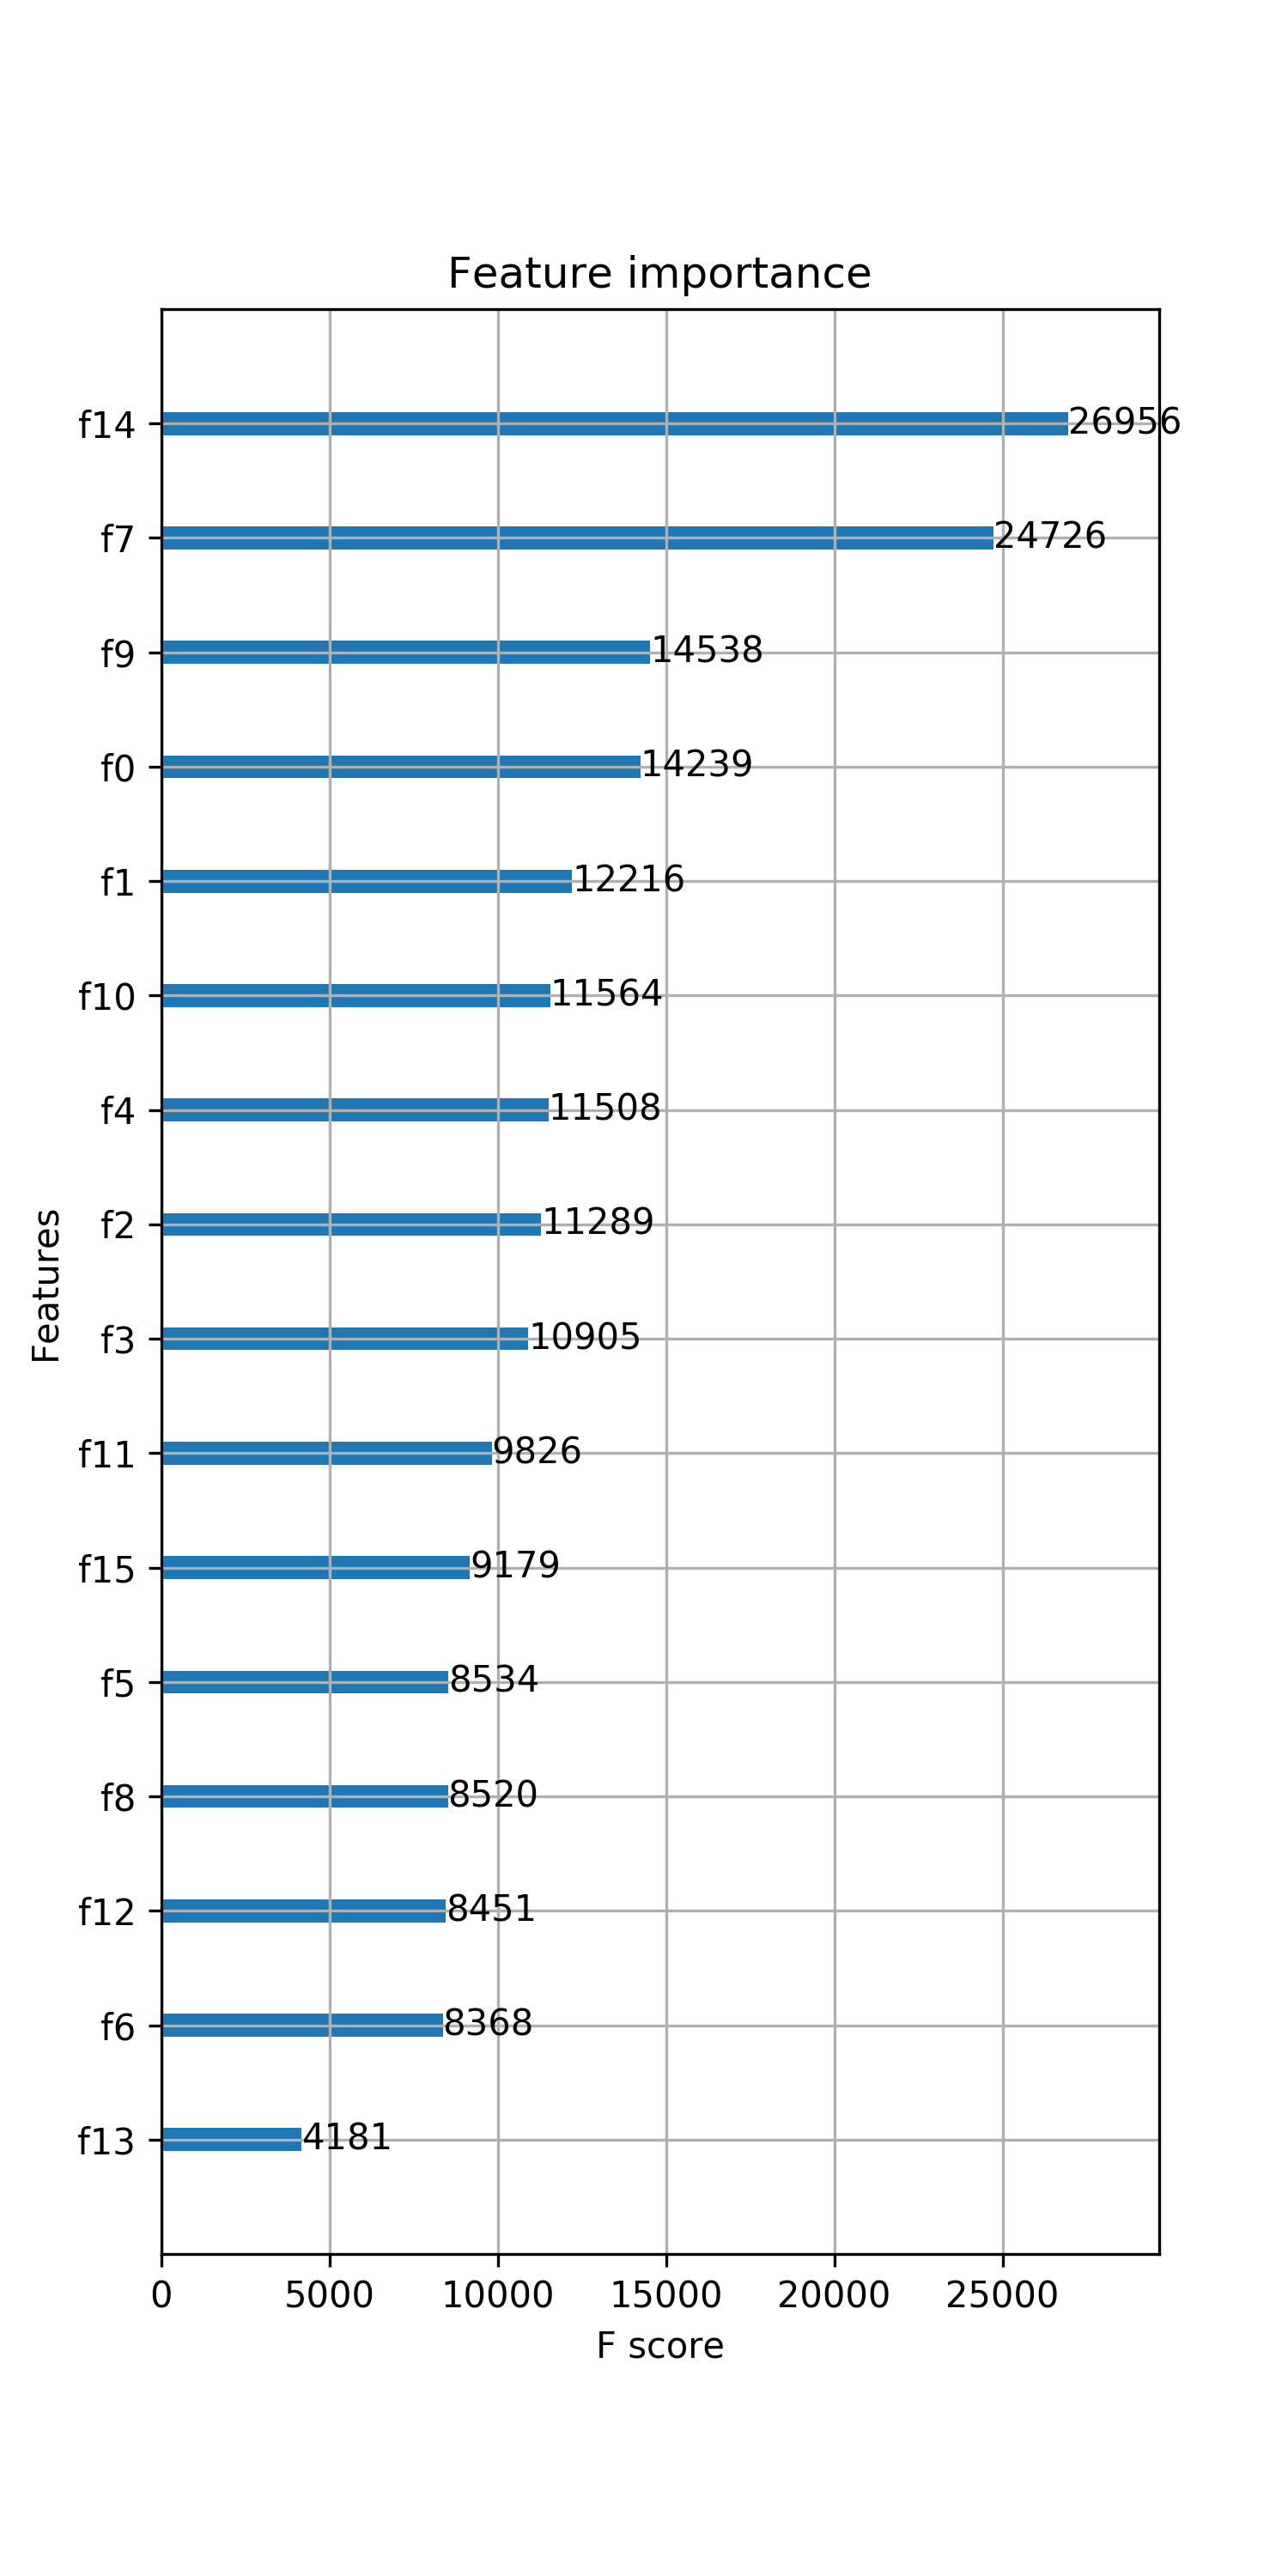 Feature importance
f14 26956
f7 24726
f9 14538
f0 14239
f1 12216
f10 11564
f4 11508
f2 11289
f3 10905
f11 9826
f15 9179
f5 8534
f8 8520
f12 8451
f6 8368
f13 4181
Features
0 5000 10000 15000 20000 25000
F score